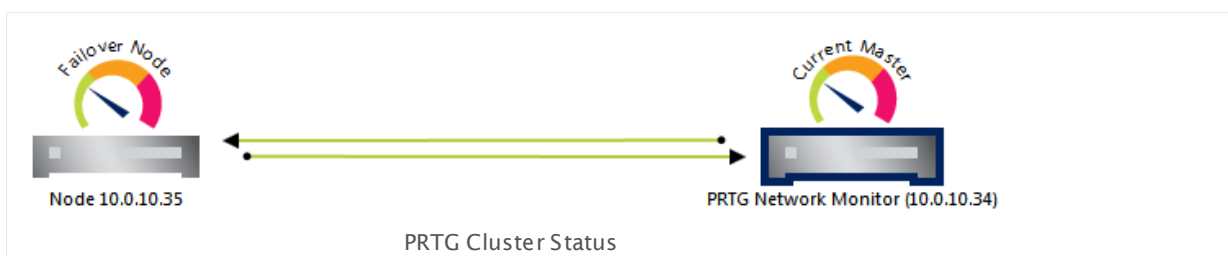 Failover Node
Current Master
Node 10.0.10.35
PRTG Network Monitor (10.0.10.34)
PRTG Cluster Status